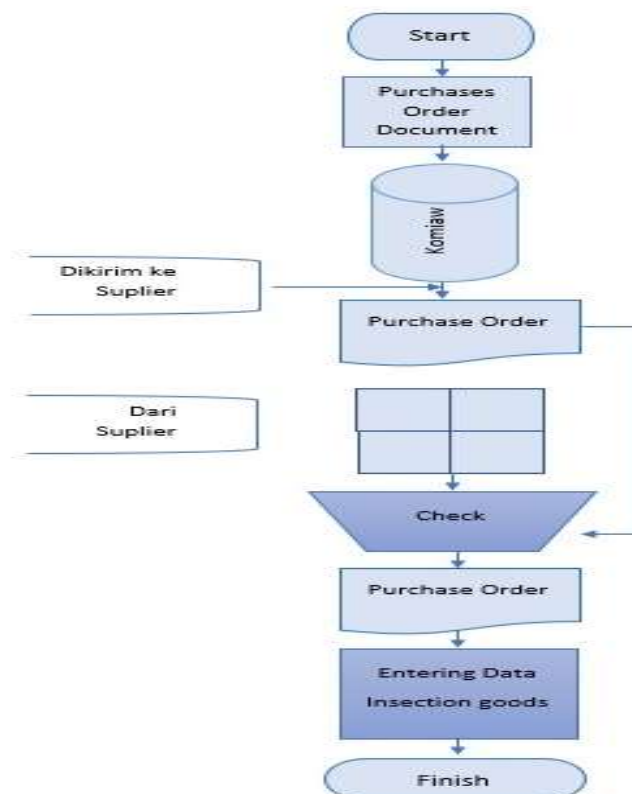 Start
Purchases
Order
Document
Komiaw
Dikirim ke
Suplier
Purchase Order
Dari
Suplier
Check
Purchase Order
Entering Data
Insection goods
Finish